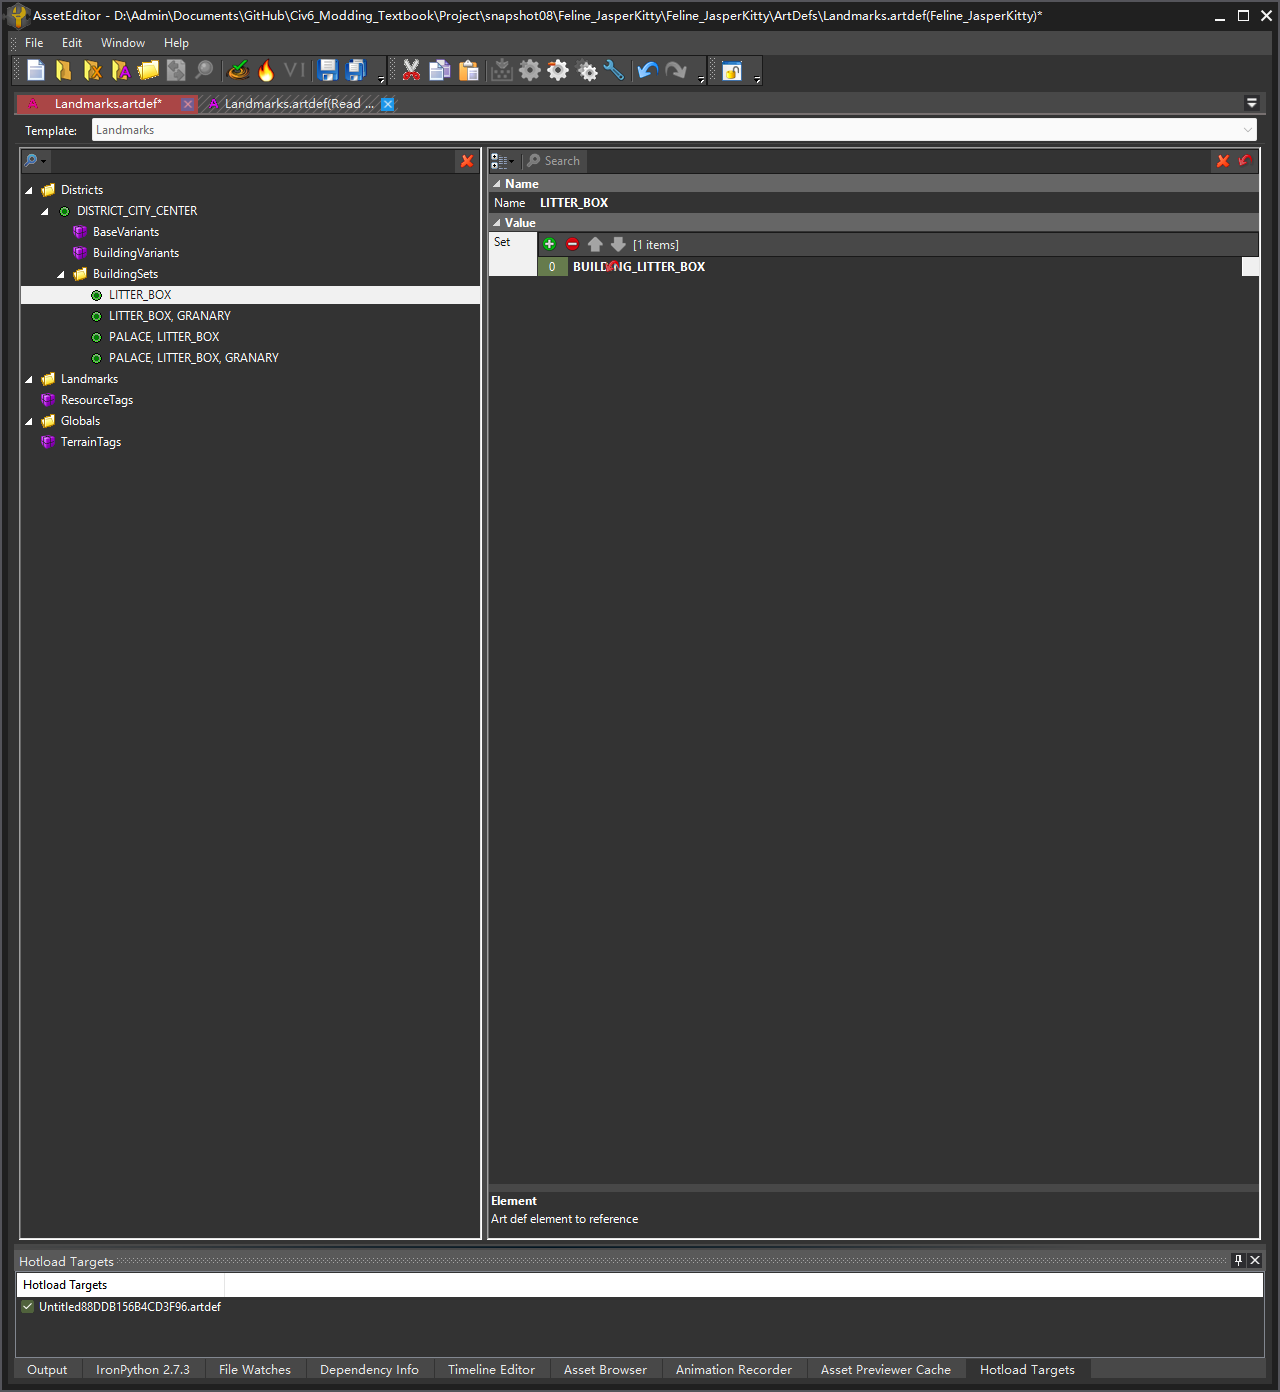 AssetEditor - D:\Admin\Documents\GitHub\Civ6_Modding_Textbook\Project\snapshot08\Feline_JasperKitty\Feline_JasperKitty\ArtDefs\Landmarks.artdef(Feline_JasperKitty)*
File Edit Window Help
VI
Landmarks.artdef* Landmarks.artdef(Read ...
Template: Landmarks
Search
Districts
DISTRICT_CITY_CENTER
BaseVariants
BuildingVariants
BuildingSets
LITTER_BOX
LITTER_BOX, GRANARY
PALACE, LITTER_BOX
PALACE, LITTER_BOX, GRANARY
Landmarks
ResourceTags
Globals
TerrainTags
Name
Name LITTER_BOX
Value
Set [1 items]
0 BUILDING_LITTER_BOX
Element
Art def element to reference
Hotload Targets
Hotload Targets
Untitled88DDB156B4CD3F96.artdef
Output IronPython 2.7.3 File Watches Dependency Info Timeline Editor Asset Browser Animation Recorder Asset Previewer Cache Hotload Targets